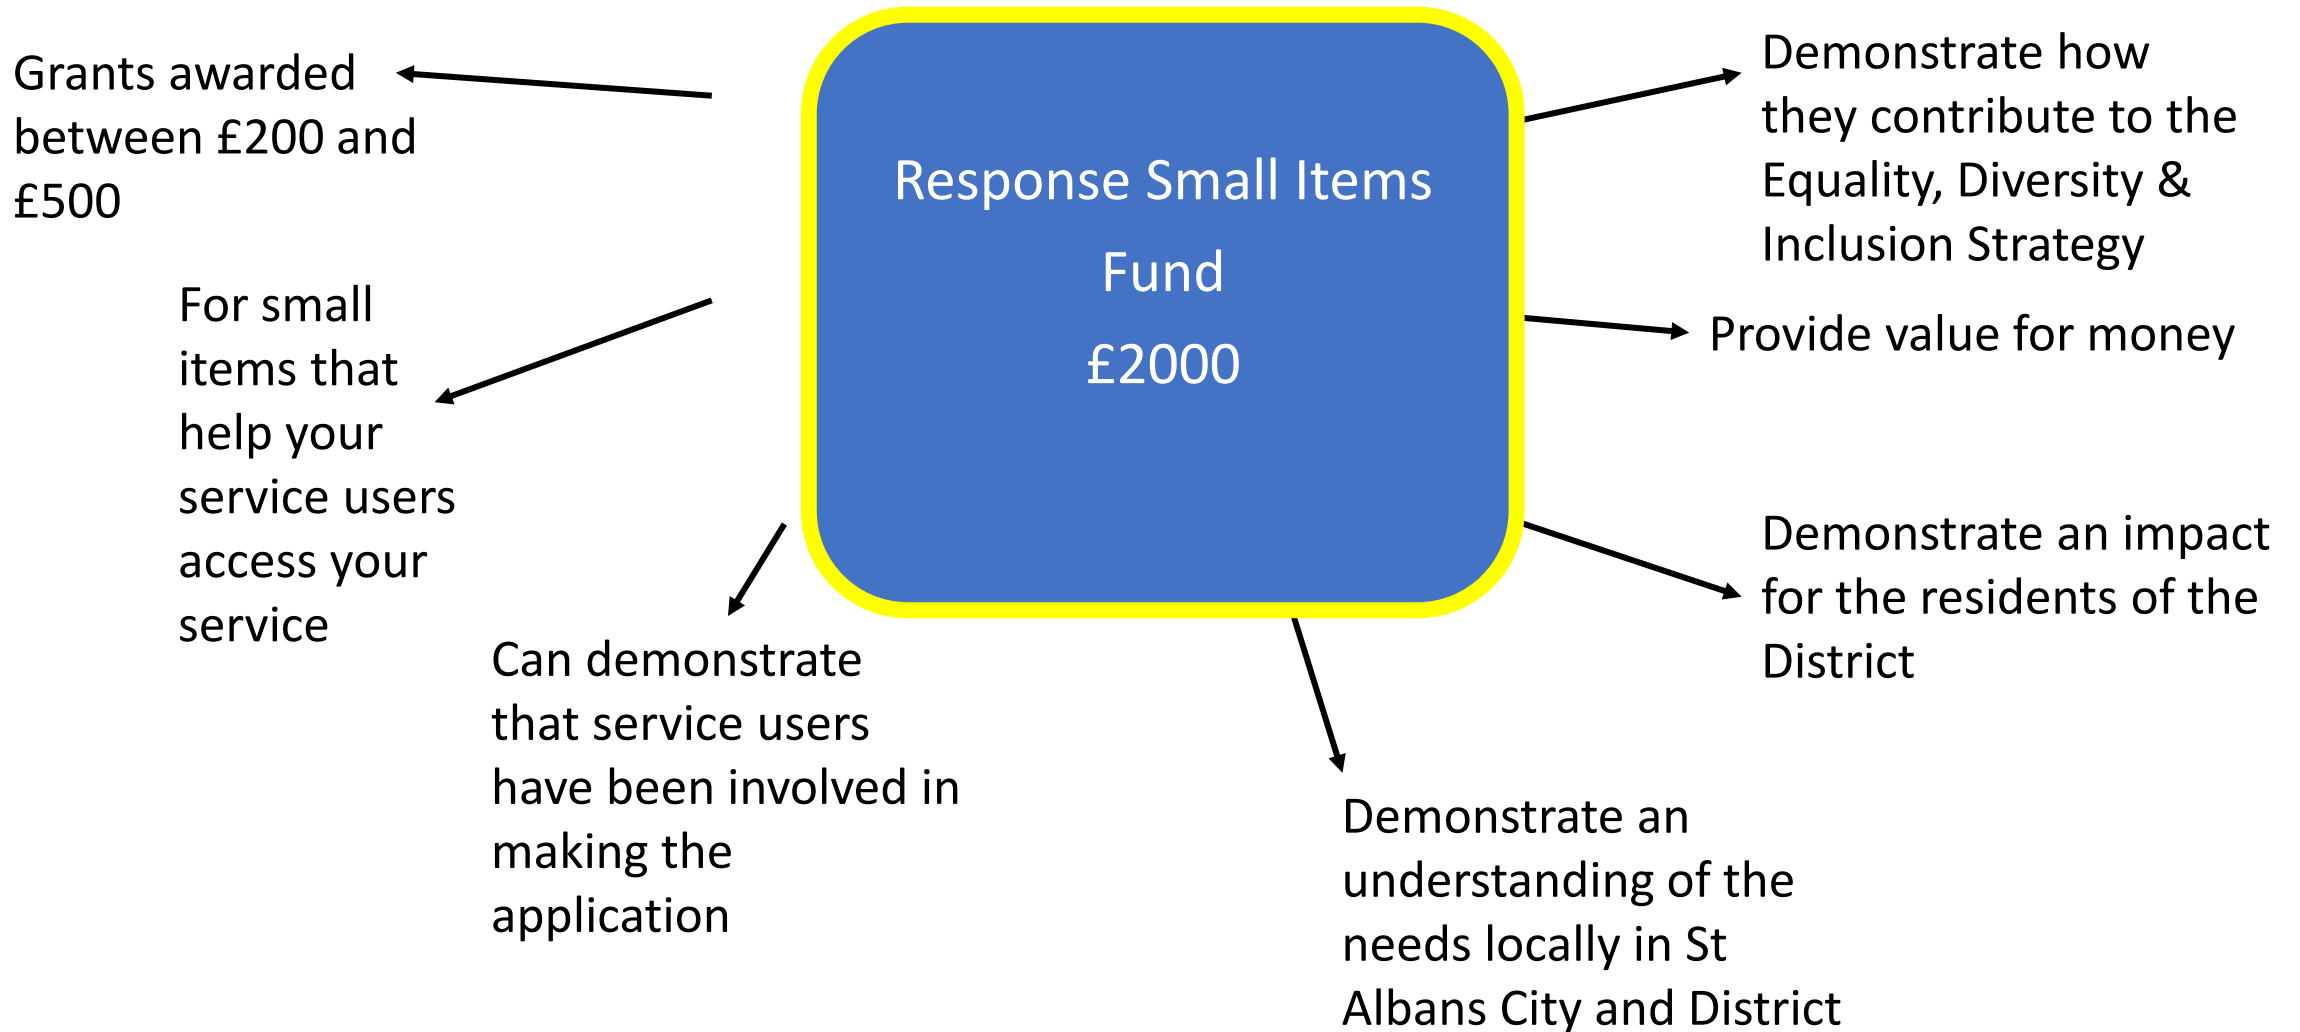 Grants awarded
between £200 and
£500
For small
items that
help your
service users
access your
service
Can demonstrate
that service users
have been involved in
making the
application
Response Small Items
Fund
£2000
Demonstrate how
they contribute to the
Equality, Diversity &
Inclusion Strategy
Provide value for money
Demonstrate an impact
for the residents of the
District
Demonstrate an
understanding of the
needs locally in St
Albans City and District